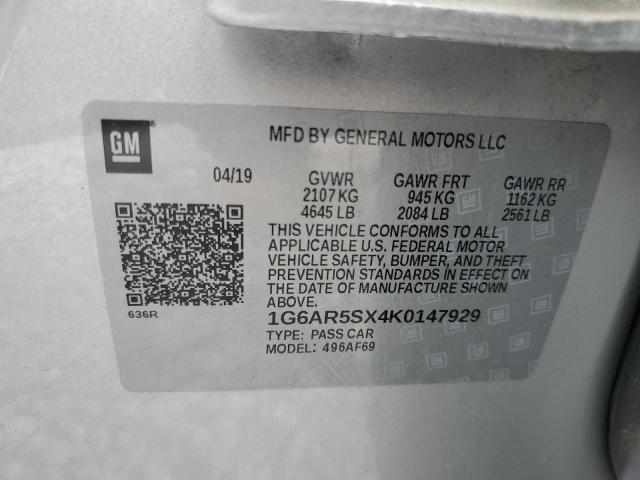 GM
MFD BY GENERAL MOTORS LLC
04/19 GVWR GAWR FRT GAWR RR
2107 KG 945 KG 1162 KG
4645 LB 2084 LB 2561 LB
THIS VEHICLE CONFORMS TO ALL
APPLICABLE U.S. FEDERAL MOTOR
VEHICLE SAFETY, BUMPER, AND THEFT
PREVENTION STANDARDS IN EFFECT ON
THE DATE OF MANUFACTURE SHOWN
ABOVE.
636R
1G6AR5SX4K0147929
TYPE: PASS CAR
MODEL: 496AF69